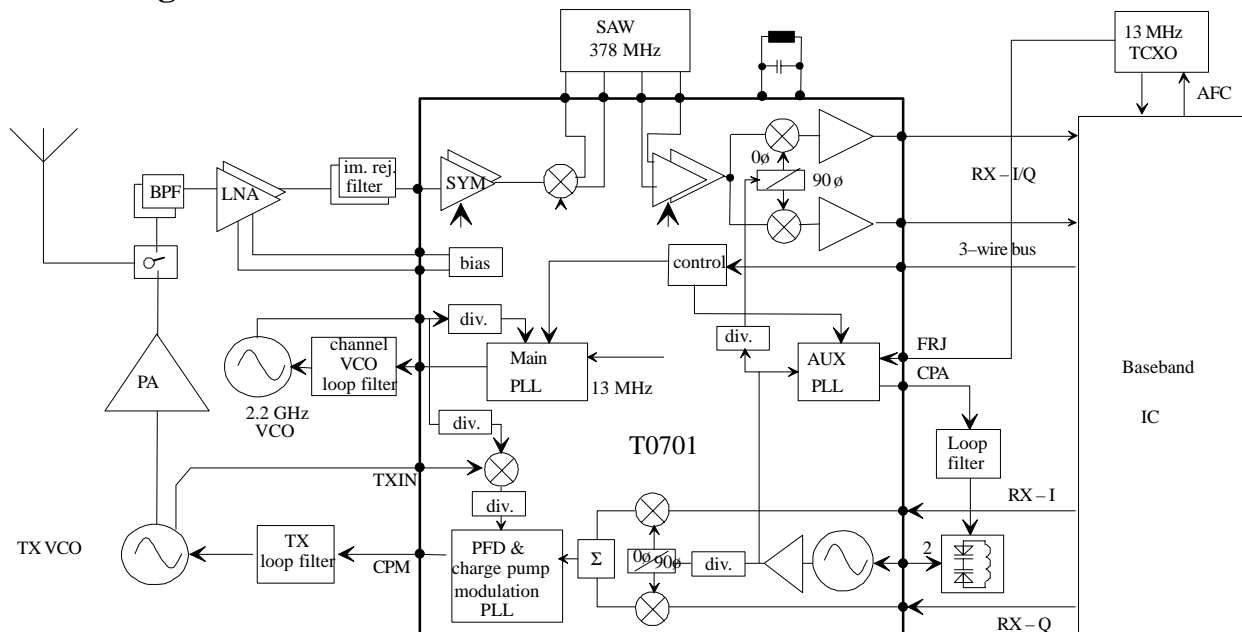 SAW
378 MHz
13 MHz
TCXO
AFC
BPF
LNA
im. rej.
filter
SYM
0ø
90 ø
RX – I/Q
bias
control
3–wire bus
div.
div.
channel
VCO
loop filter
Main
PLL
13 MHz
AUX
PLL
FRJ
CPA
Baseband
IC
PA
2.2 GHz
VCO
div.
T0701
Loop
filter
TXIN
div.
RX – I
TX VCO
TX
loop filter
CPM
PFD &
charge pump
modulation
PLL
Σ
0ø
90ø
div.
2
RX – Q